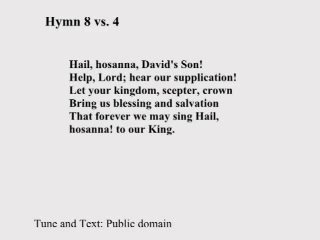 Hymn 8 vs. 4
Hail, hosanna, David's Son!
Help, Lord; hear our supplication!
Let your kingdom, scepter, crown
Bring us blessing and salvation
That forever we may sing Hail,
hosanna! to our King.
Tune and Text: Public domain